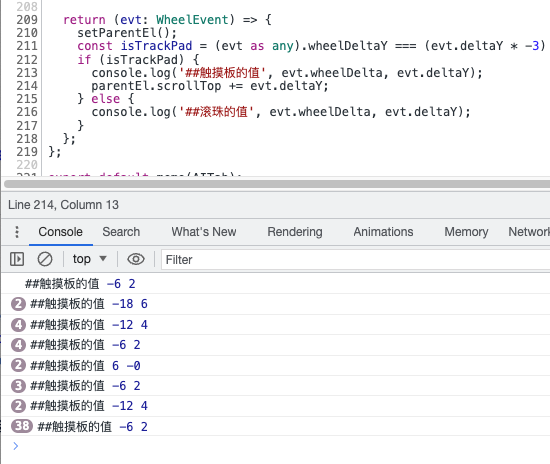 208
209
210 return (evt: WheelEvent) => {
210 setParentEl();
211 const isTrackPad = (evt as any).wheelDeltaY === (evt.deltaY * -3)
212 if (isTrackPad) {
213 console.log('##触摸板的值', evt.wheelDelta, evt.deltaY);
214 parentEl.scrollTop += evt.deltaY;
215 } else {
216 console.log('##滚珠的值', evt.wheelDelta, evt.deltaY);
217 }
218 };
219 };
220
221 export default memo(AITab);
Line 214, Column 13
Console Search What's New Rendering Animations Memory Network
top Filter
##触摸板的值 -6 2
2 ##触摸板的值 -18 6
4 ##触摸板的值 -12 4
4 ##触摸板的值 -6 2
2 ##触摸板的值 6 -0
3 ##触摸板的值 -6 2
2 ##触摸板的值 -12 4
38 ##触摸板的值 -6 2